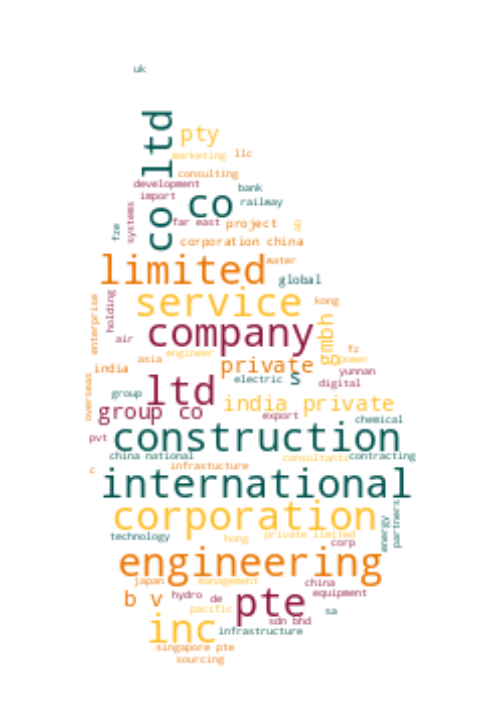 uk
co ltd
pty
marketing llc
consulting
development
bank
import
railway
co
systems
far east
project
fze
corporation china
limited
water
global
service
holding
kong
enterprise
company
gmbh
air
engineer
fz
asia
power
private
india
yunnan
electric
s
digital
ltd
overseas
group
india private
group co
export
chemical
pvt
construction
china national
consultants
contracting
infrastucture
c
international
corporation
partners
energy
technology
hong
private limited
corp
engineering
japan
management
china
hydro
de
equipment
b v
pte
pacific
sa
inc
sdn bhd
infrastructure
singapore pte
sourcing